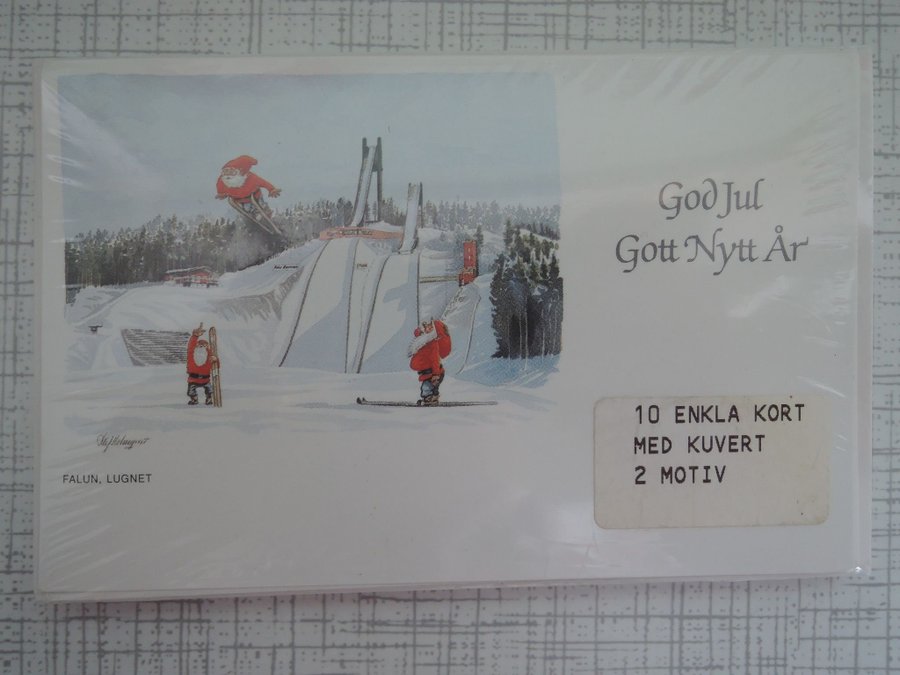 God Jul
Gott Nytt År
10 ENKLA KORT
MED KUVERT
2 MOTIV
FALUN, LUGNET